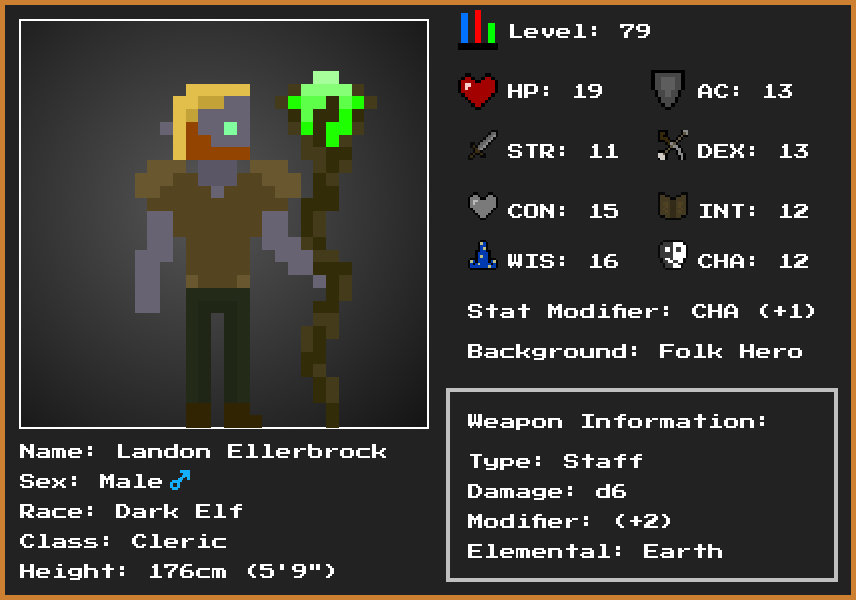 Level: 79
HP: 19
AC: 13
STR: 11
DEX: 13
CON: 15
INT: 12
WIS: 16
CHA: 12
Stat Modifier: CHA (+1)
Background: Folk Hero
Weapon Information:
Type: Staff
Damage: d6
Modifier: (+2)
Elemental: Earth
Name: Landon Ellerbrock
Sex: Male ♂
Race: Dark Elf
Class: Cleric
Height: 176cm (5'9")